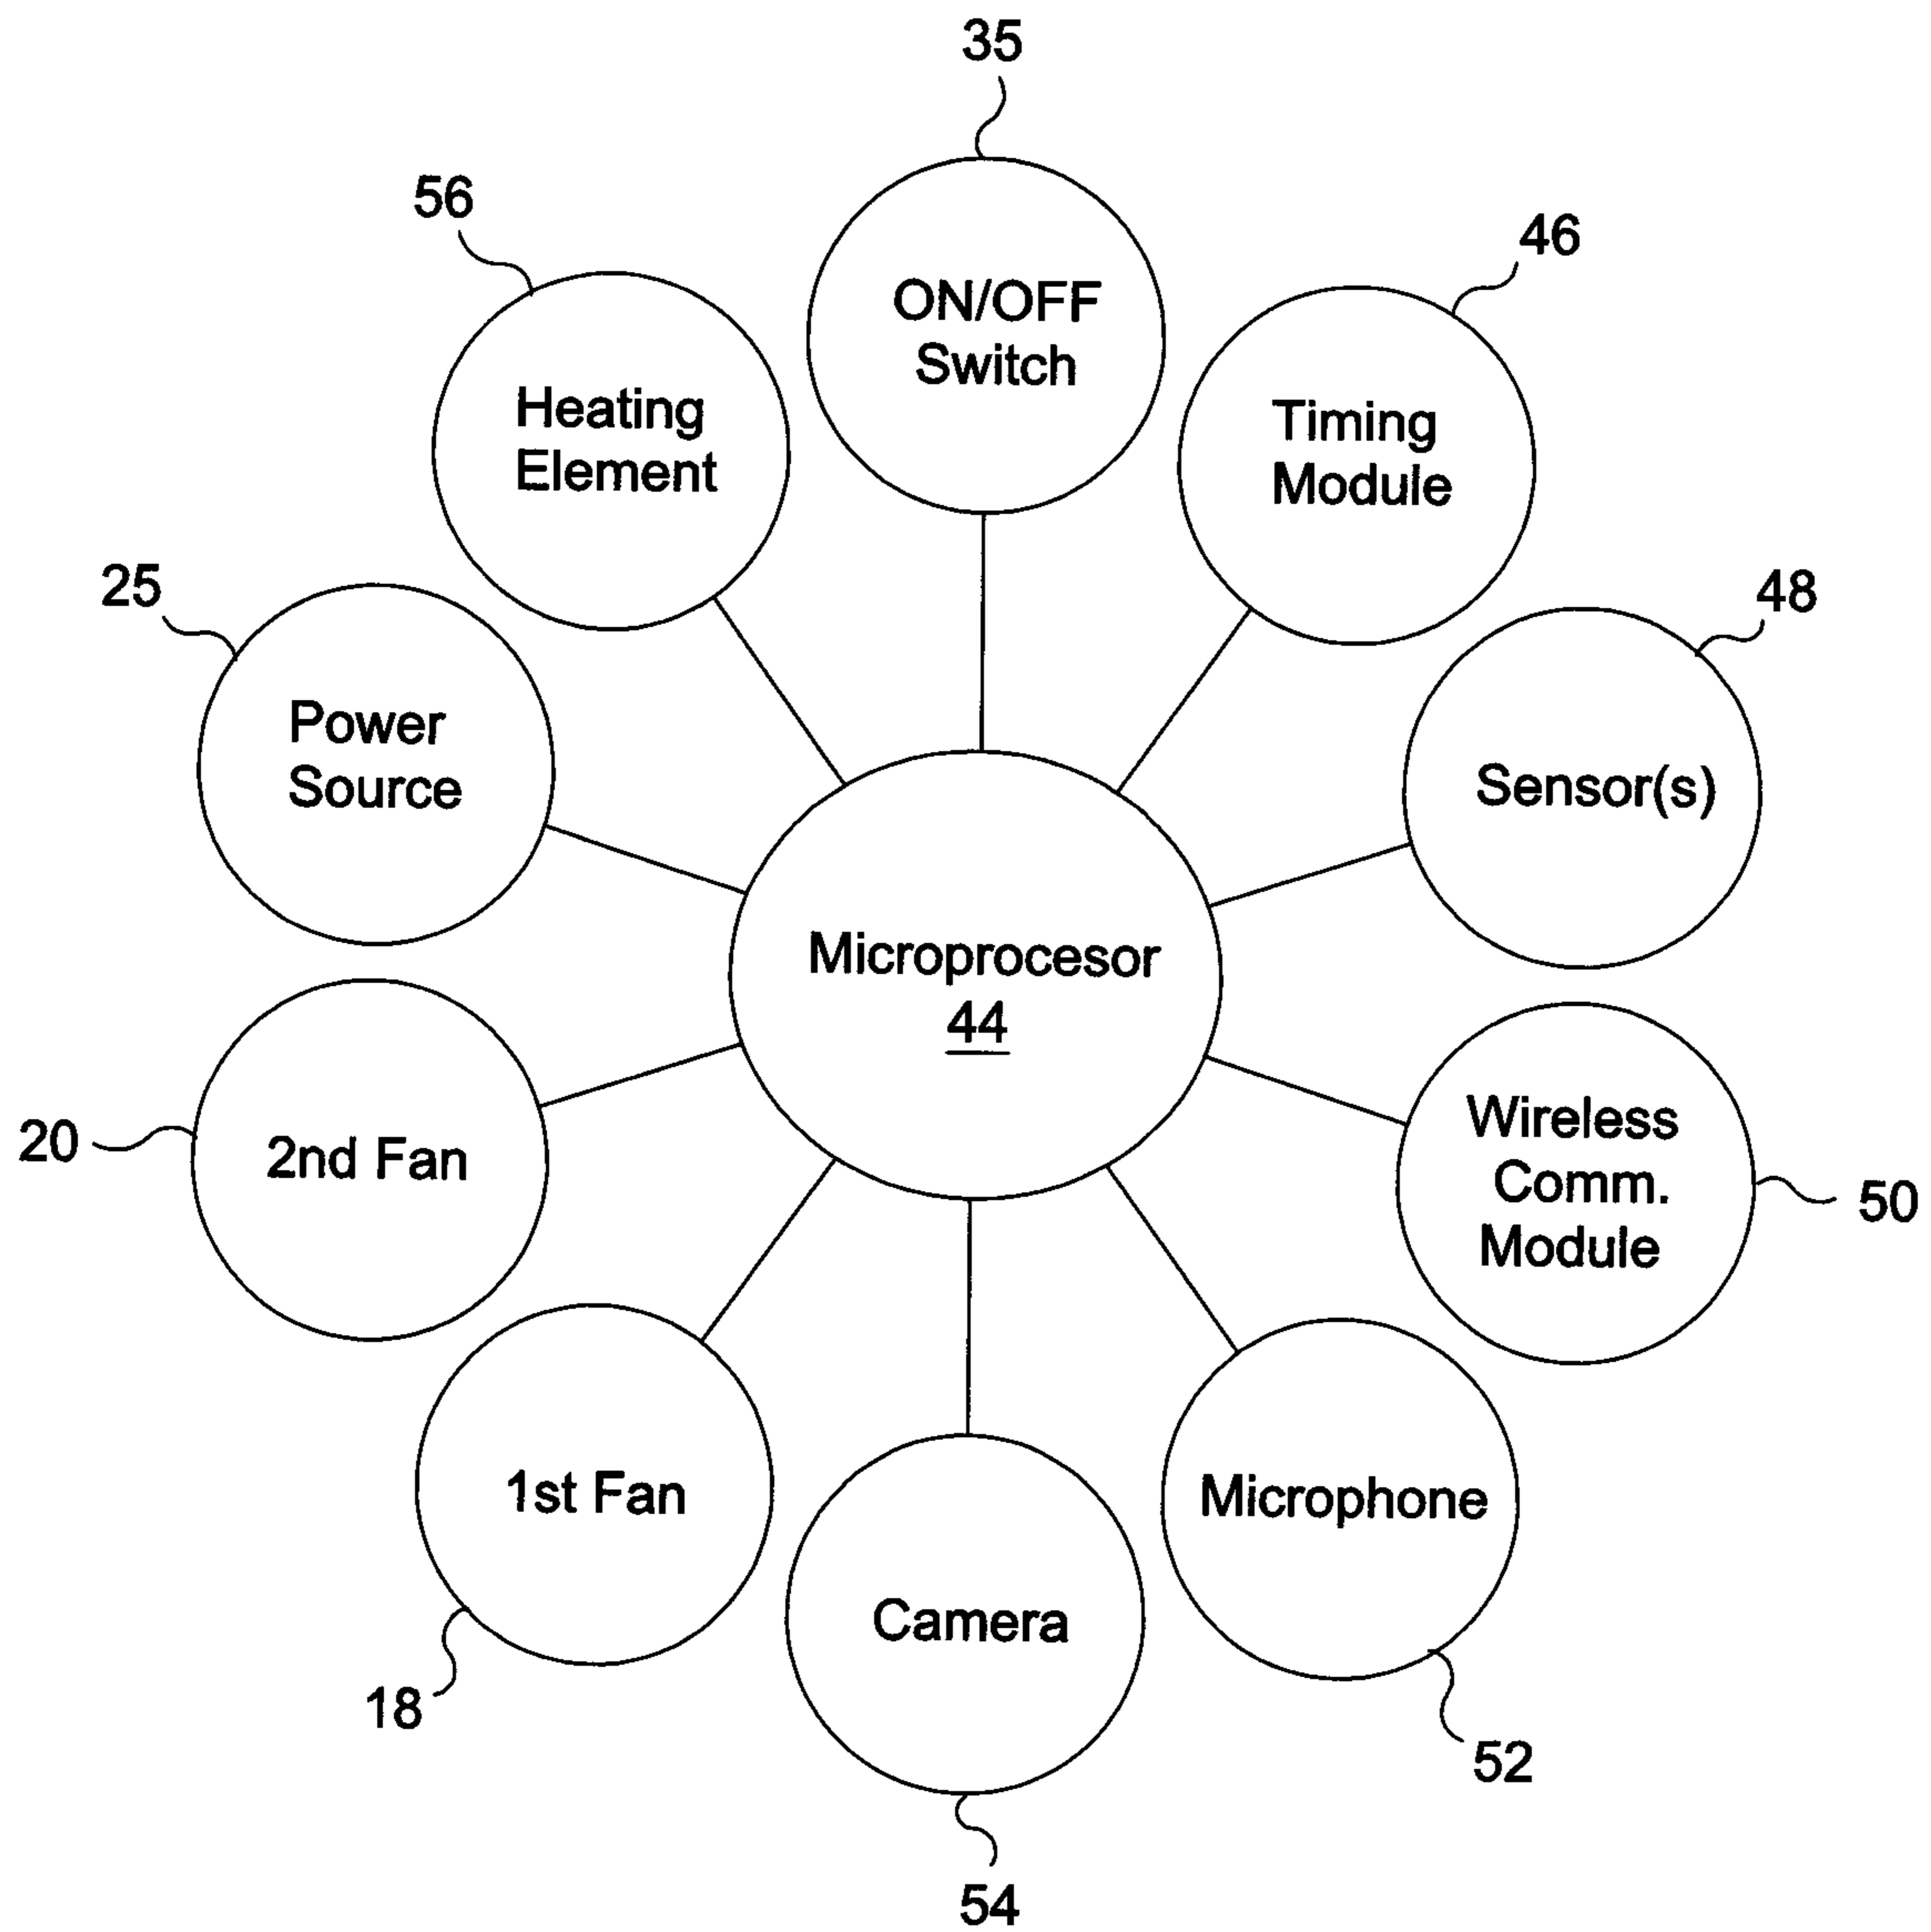 35
56
46
ON/OFF
Switch
Heating
Element
Timing
Module
25
48
Power
Source
Sensor(s)
Microprocesor
44
20
2nd Fan
Wireless
Comm.
Module
50
1st Fan
Microphone
Camera
18
52
54